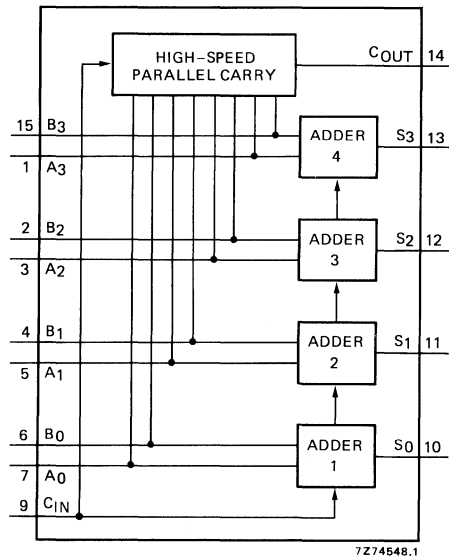 HIGH-SPEED
PARALLEL CARRY
COUT 14
15 B3
1 A3
ADDER
4
S3 13
2 B2
3 A2
ADDER
3
S2 12
4 B1
5 A1
ADDER
2
S1 11
6 B0
7 A0
ADDER
1
S0 10
9 CIN
7Z74548.1